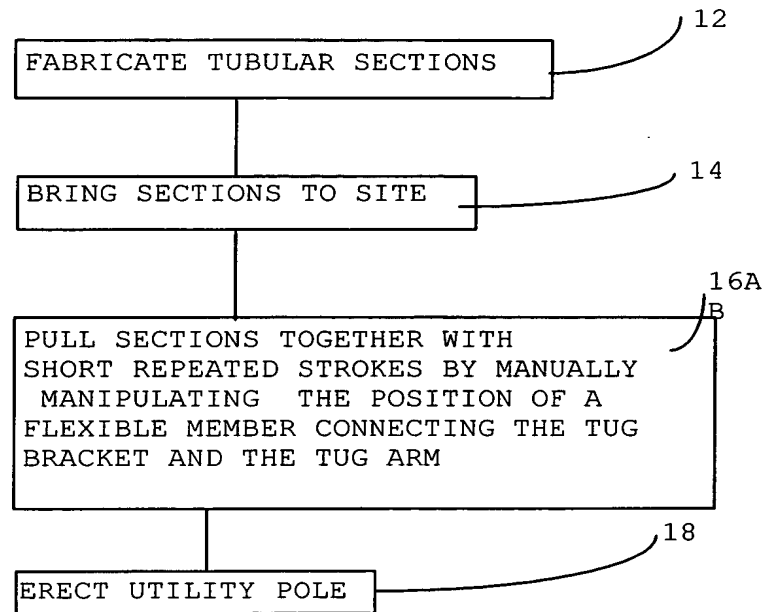 12
FABRICATE TUBULAR SECTIONS
14
BRING SECTIONS TO SITE
16A
B
PULL SECTIONS TOGETHER WITH
SHORT REPEATED STROKES BY MANUALLY
MANIPULATING THE POSITION OF A
FLEXIBLE MEMBER CONNECTING THE TUG
BRACKET AND THE TUG ARM
18
ERECT UTILITY POLE